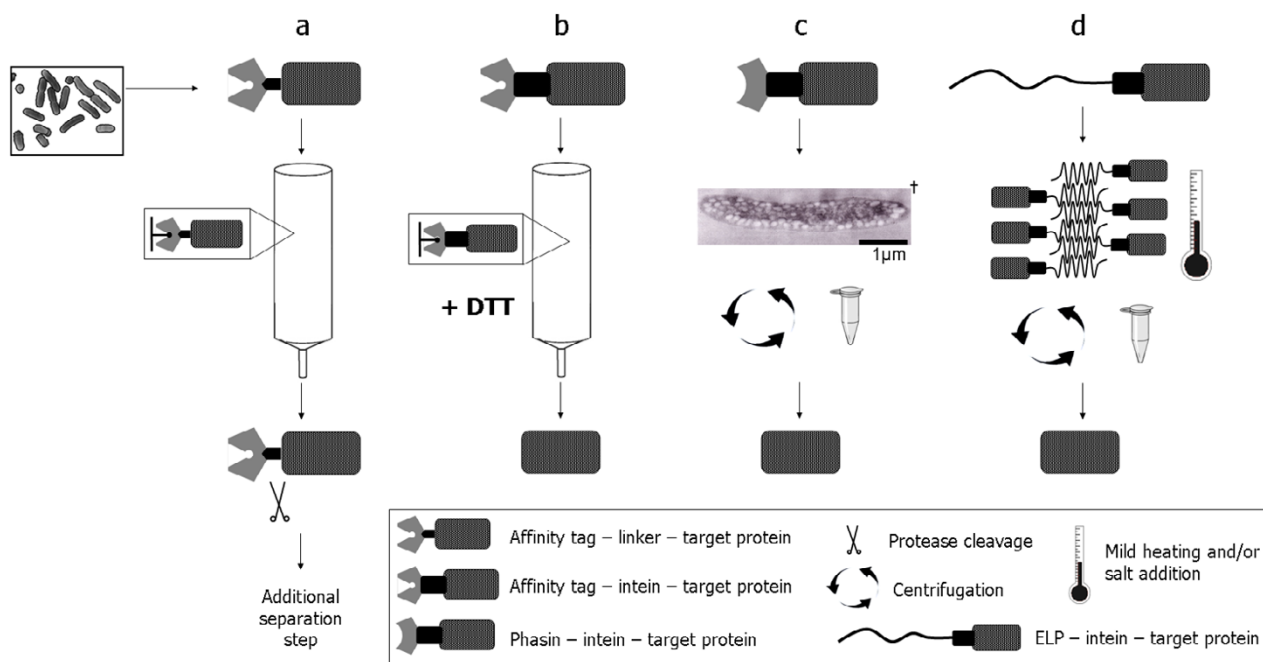 a
b
c
d
†
1µm
+ DTT
Additional
separation
step
Affinity tag – linker – target protein
Affinity tag – intein – target protein
Phasin – intein – target protein
Protease cleavage
Centrifugation
Mild heating and/or
salt addition
ELP – intein – target protein